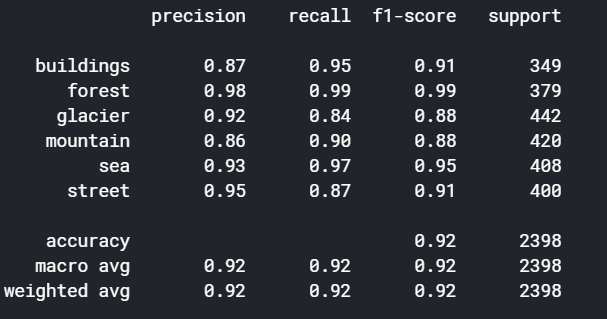 precision recall f1-score support
buildings 0.87 0.95 0.91 349
forest 0.98 0.99 0.99 379
glacier 0.92 0.84 0.88 442
mountain 0.86 0.90 0.88 420
sea 0.93 0.97 0.95 408
street 0.95 0.87 0.91 400
accuracy 0.92 2398
macro avg 0.92 0.92 0.92 2398
weighted avg 0.92 0.92 0.92 2398